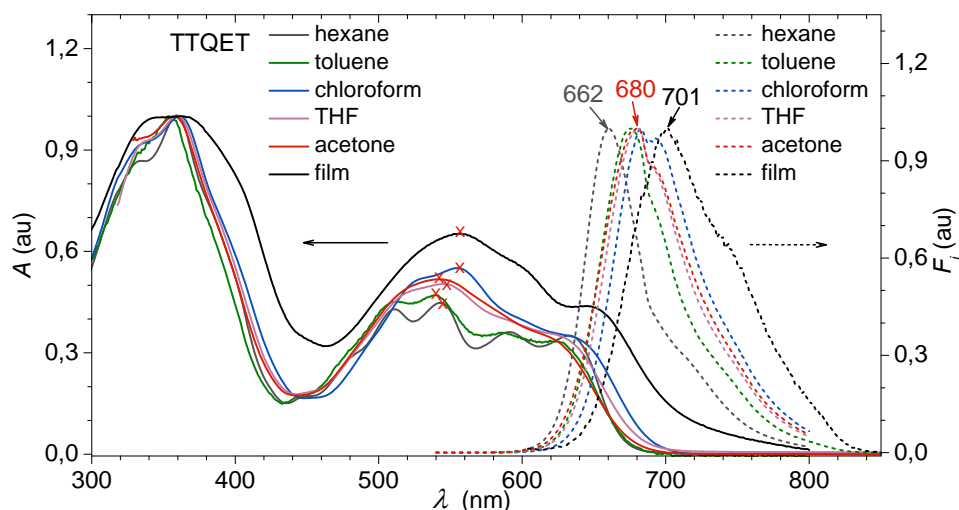 TTQET
hexane
toluene
chloroform
THF
acetone
film
hexane
toluene
chloroform
THF
acetone
film
662
680
701
× × × × × ×
A (au)
1,2
0,9
0,6
0,3
0,0
F_i (au)
1,2
0,9
0,6
0,3
0,0
300 400 500 600 700 800
λ (nm)